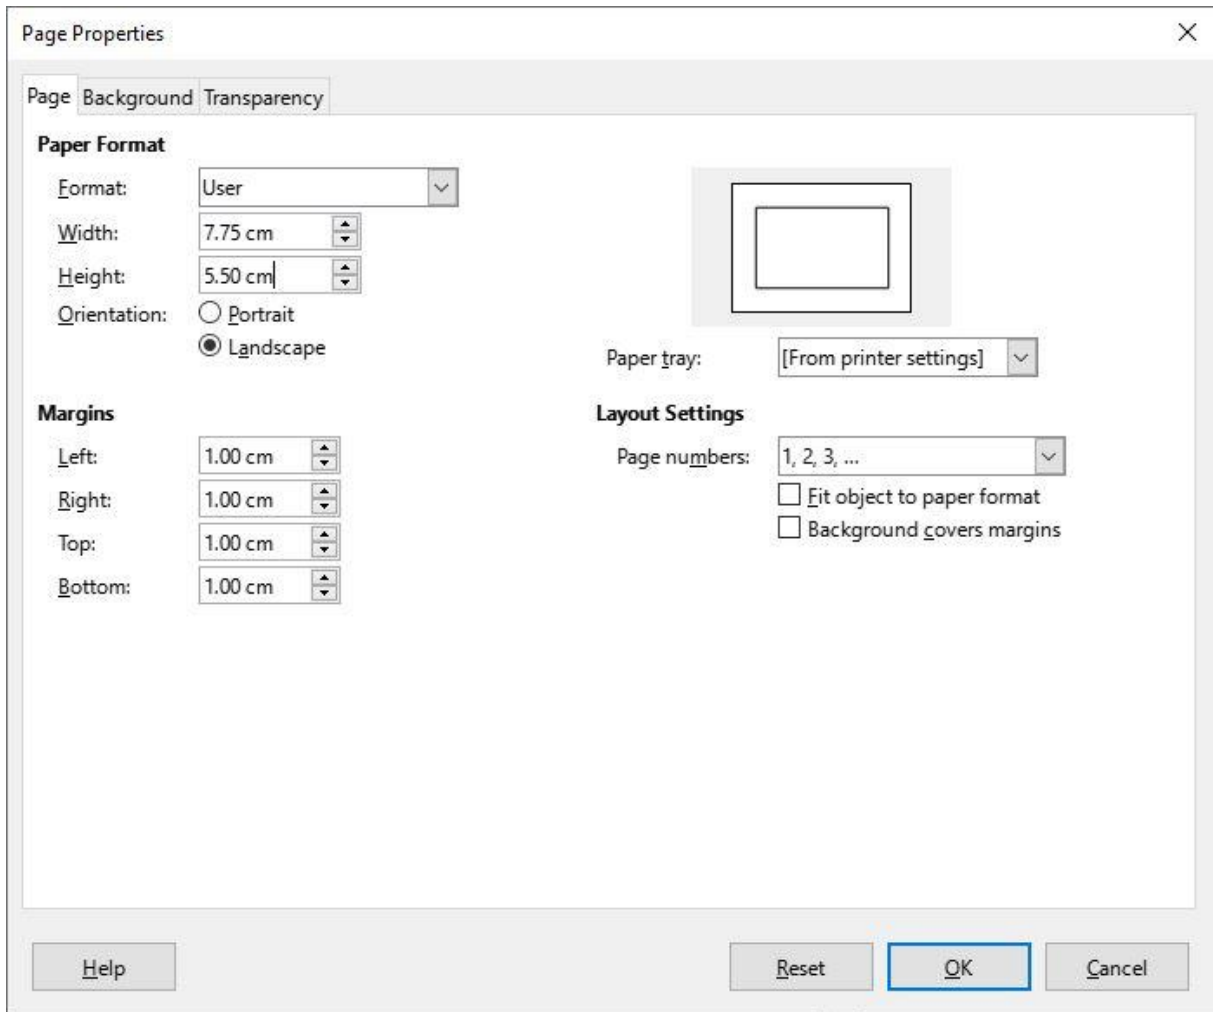 Page Properties
Page Background Transparency
Paper Format
Format: User
Width: 7.75 cm
Height: 5.50 cm
Orientation: Portrait
Landscape
Paper tray: [From printer settings]
Margins
Left: 1.00 cm
Right: 1.00 cm
Top: 1.00 cm
Bottom: 1.00 cm
Layout Settings
Page numbers: 1, 2, 3, ...
Fit object to paper format
Background covers margins
Help Reset OK Cancel